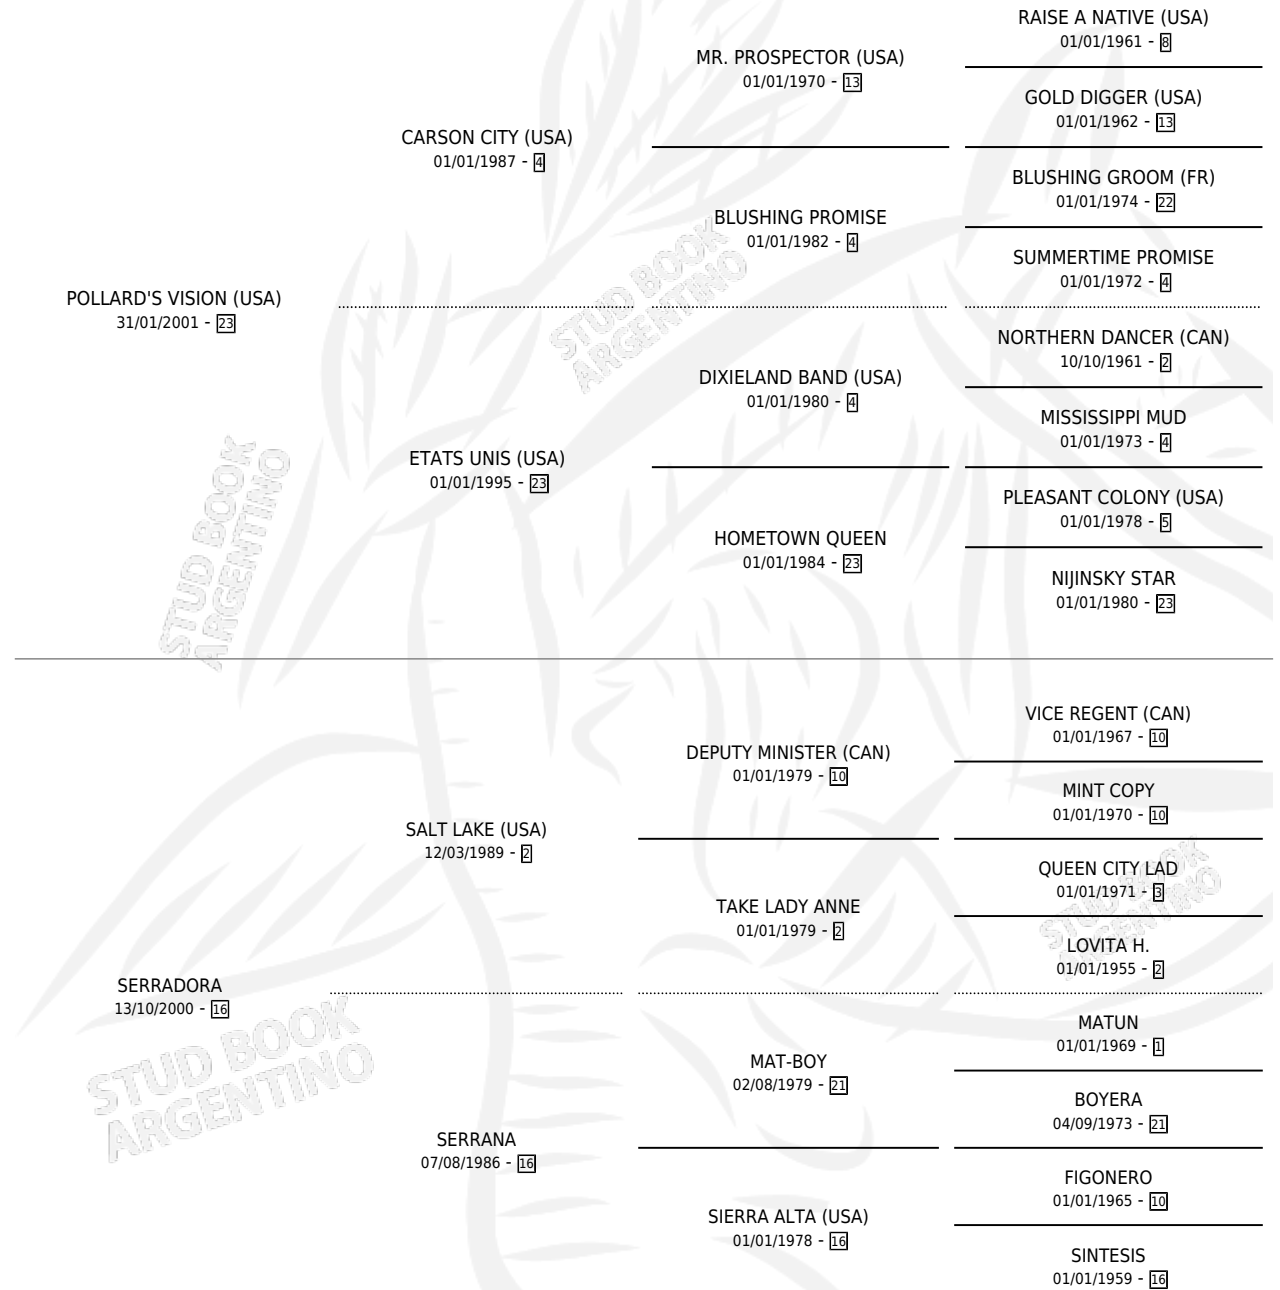 RAISE A NATIVE (USA)
01/01/1961 - 8
MR. PROSPECTOR (USA)
01/01/1970 - 13
GOLD DIGGER (USA)
01/01/1962 - 13
CARSON CITY (USA)
01/01/1987 - 4
BLUSHING GROOM (FR)
01/01/1974 - 22
BLUSHING PROMISE
01/01/1982 - 4
SUMMERTIME PROMISE
01/01/1972 - 4
POLLARD'S VISION (USA)
31/01/2001 - 23
NORTHERN DANCER (CAN)
10/10/1961 - 2
DIXIELAND BAND (USA)
01/01/1980 - 4
MISSISSIPPI MUD
01/01/1973 - 4
ETATS UNIS (USA)
01/01/1995 - 23
PLEASANT COLONY (USA)
01/01/1978 - 5
HOMETOWN QUEEN
01/01/1984 - 23
NIJINSKY STAR
01/01/1980 - 23
VICE REGENT (CAN)
01/01/1967 - 10
DEPUTY MINISTER (CAN)
01/01/1979 - 10
MINT COPY
01/01/1970 - 10
SALT LAKE (USA)
12/03/1989 - 2
QUEEN CITY LAD
01/01/1971 - 3
TAKE LADY ANNE
01/01/1979 - 2
LOVITA H.
01/01/1955 - 2
SERRADORA
13/10/2000 - 16
MATUN
01/01/1969 - 1
MAT-BOY
02/08/1979 - 21
BOYERA
04/09/1973 - 21
SERRANA
07/08/1986 - 16
FIGONERO
01/01/1965 - 10
SIERRA ALTA (USA)
01/01/1978 - 16
SINTESIS
01/01/1959 - 16
STUD BOOK
ARGENTINO
STUD BOOK
ARGENTINO
STUD BOOK
ARGENTINO
STUD BOOK
ARGENTINO